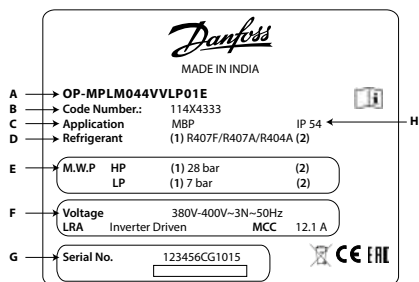 Danfoss
MADE IN INDIA
A OP-MPLM044VVLP01E
B Code Number.: 114X4333
C Application MBP IP 54 H
D Refrigerant (1) R407F/R407A/R404A (2)
E M.W.P HP (1) 28 bar (2)
LP (1) 7 bar (2)
F Voltage 380V-400V~3N~50Hz
LRA Inverter Driven MCC 12.1 A
G Serial No. 123456CG1015
CE EAC